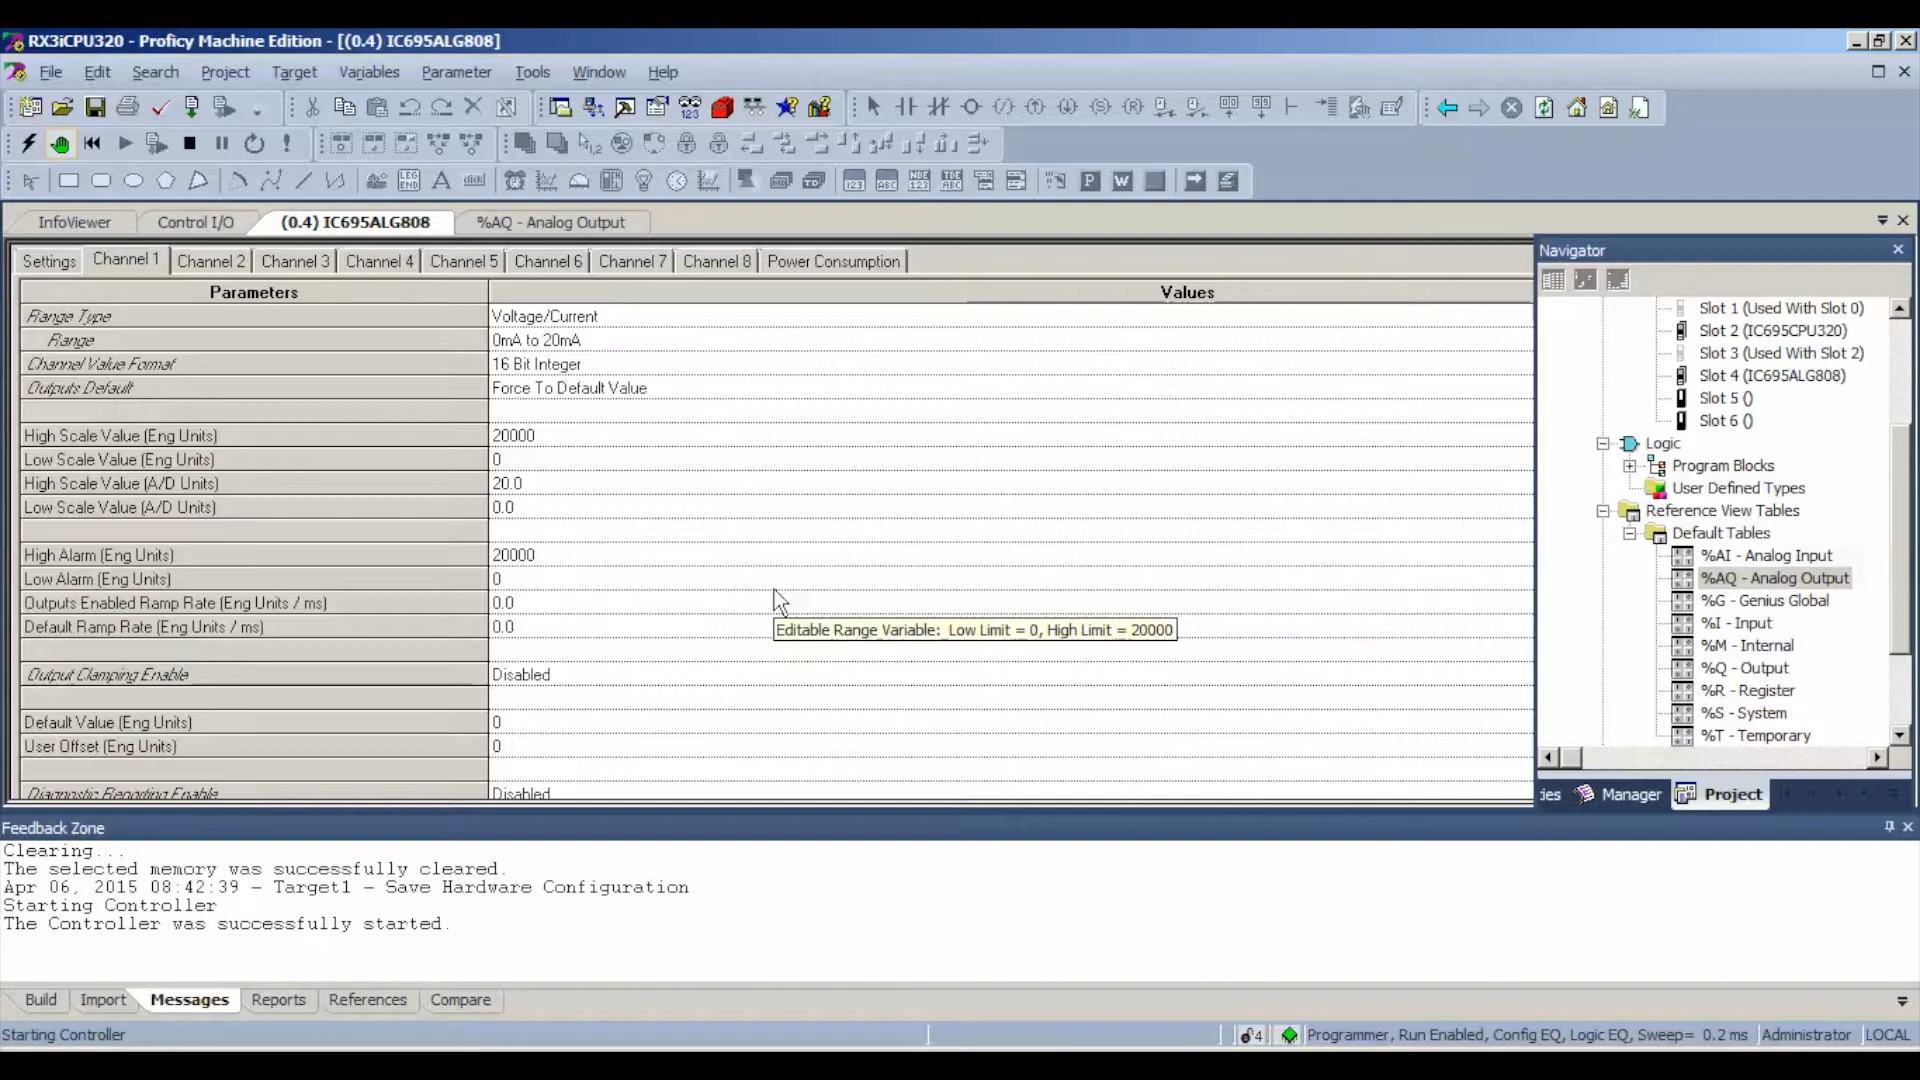 RX3iCPU320 - Proficy Machine Edition - [(0.4) IC695ALG808]
File Edit Search Project Target Variables Parameter Tools Window Help
InfoViewer Control I/O (0.4) IC695ALG808 %AQ - Analog Output
Settings Channel 1 Channel 2 Channel 3 Channel 4 Channel 5 Channel 6 Channel 7 Channel 8 Power Consumption
Parameters Values
Range Type Voltage/Current
Range 0mA to 20mA
Channel Value Format 16 Bit Integer
Outputs Default Force To Default Value
High Scale Value (Eng Units) 20000
Low Scale Value (Eng Units) 0
High Scale Value (A/D Units) 20.0
Low Scale Value (A/D Units) 0.0
High Alarm (Eng Units) 20000
Low Alarm (Eng Units) 0
Outputs Enabled Ramp Rate (Eng Units / ms) 0.0
Default Ramp Rate (Eng Units / ms) 0.0
Editable Range Variable: Low Limit = 0, High Limit = 20000
Output Clamping Enable Disabled
Default Value (Eng Units) 0
User Offset (Eng Units) 0
Diagnostic Reporting Enable Disabled
Navigator
Slot 1 (Used With Slot 0)
Slot 2 (IC695CPU320)
Slot 3 (Used With Slot 2)
Slot 4 (IC695ALG808)
Slot 5 ()
Slot 6 ()
Logic
Program Blocks
User Defined Types
Reference View Tables
Default Tables
%AI - Analog Input
%AQ - Analog Output
%G - Genius Global
%I - Input
%M - Internal
%Q - Output
%R - Register
%S - System
%T - Temporary
ties Manager Project
Feedback Zone
Clearing...
The selected memory was successfully cleared.
Apr 06, 2015 08:42:39 - Target1 - Save Hardware Configuration
Starting Controller
The Controller was successfully started.
Build Import Messages Reports References Compare
Starting Controller 4 Programmer, Run Enabled, Config EQ, Logic EQ, Sweep= 0.2 ms Administrator LOCAL